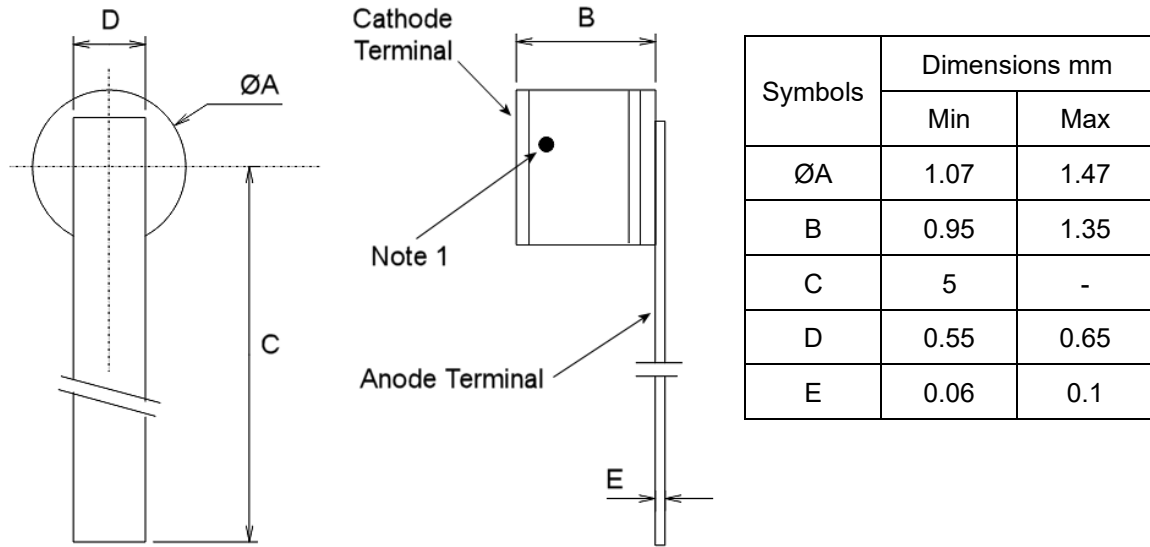 D
ØA
C
Cathode
Terminal
B
Note 1
Anode Terminal
E
Symbols Dimensions mm
Min Max
ØA 1.07 1.47
B 0.95 1.35
C 5 -
D 0.55 0.65
E 0.06 0.1